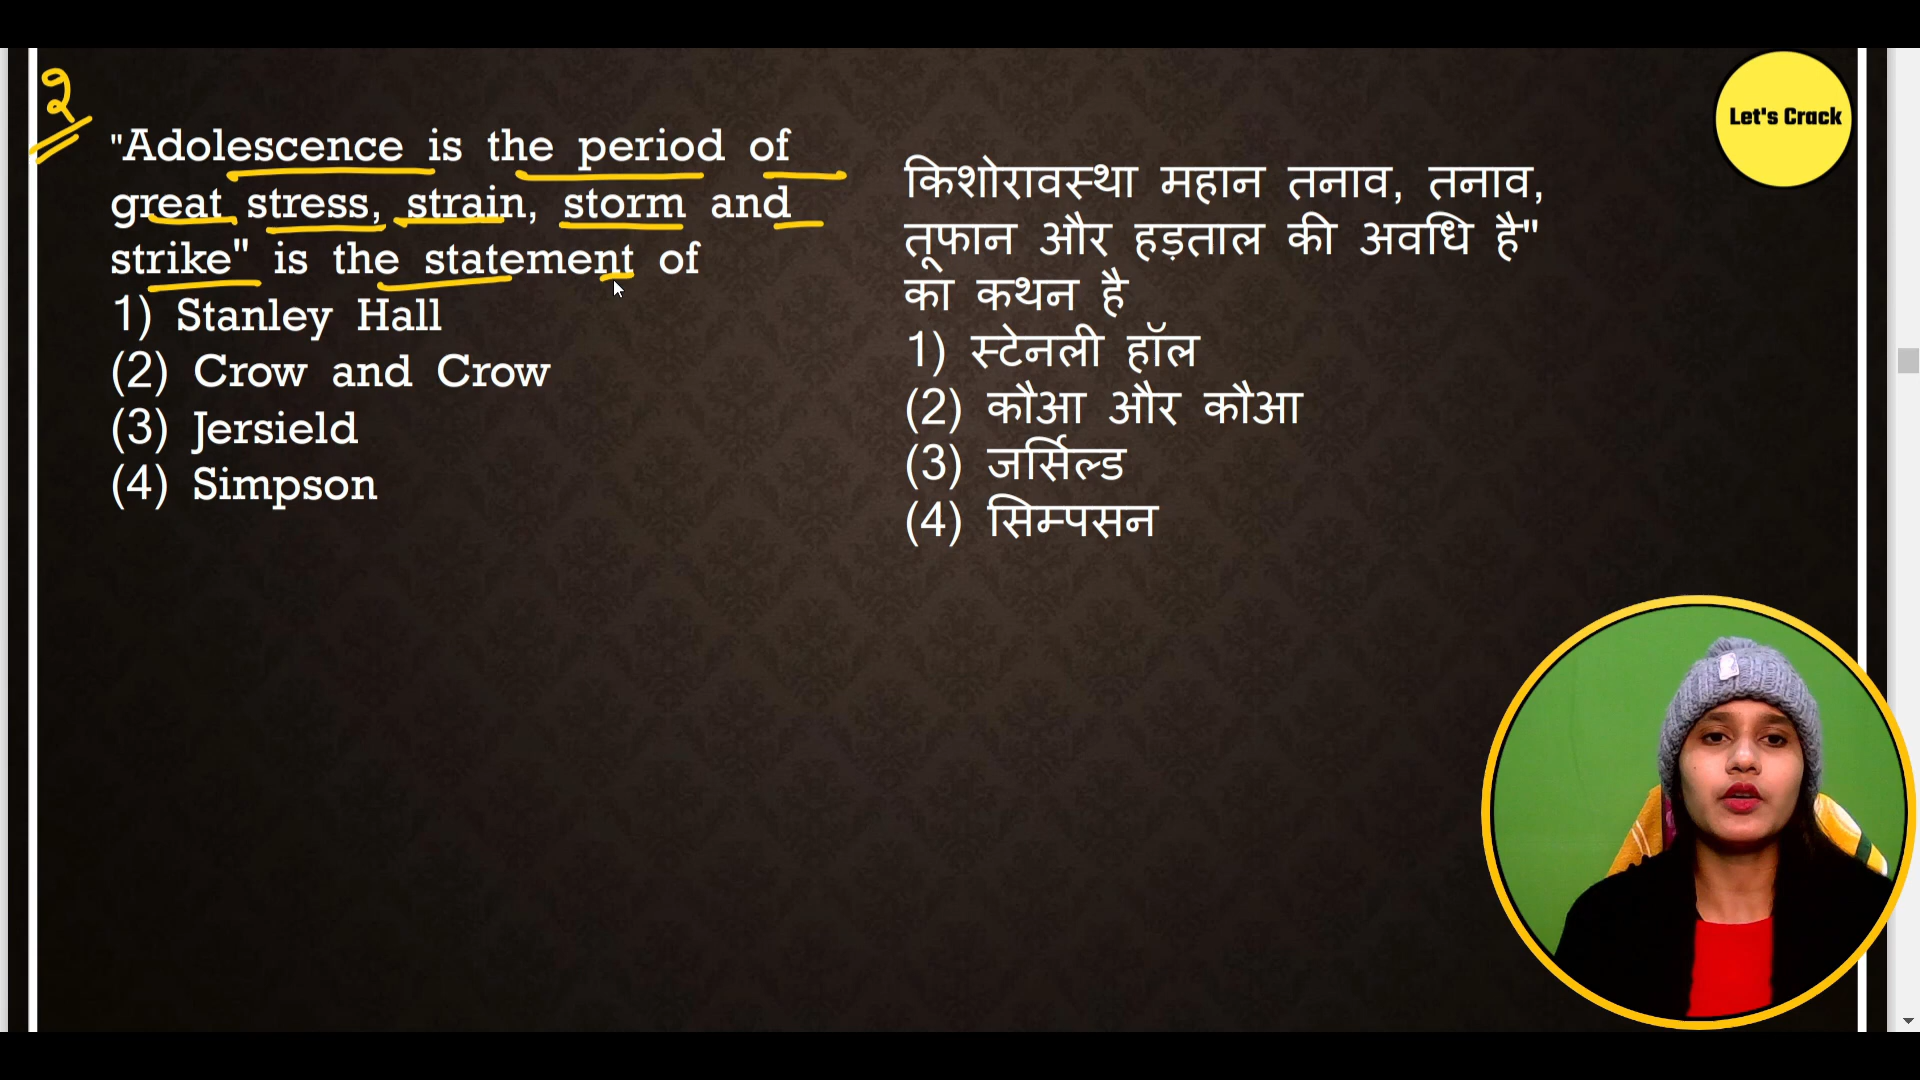 २
"Adolescence is the period of
great stress, strain, storm and
strike" is the statement of
1) Stanley Hall
(2) Crow and Crow
(3) Jersield
(4) Simpson
किशोरावस्था महान तनाव, तनाव,
तूफान और हड़ताल की अवधि है"
का कथन है
1) स्टेनली हॉल
(2) कौआ और कौआ
(3) जर्सिल्ड
(4) सिम्पसन
Let's Crack